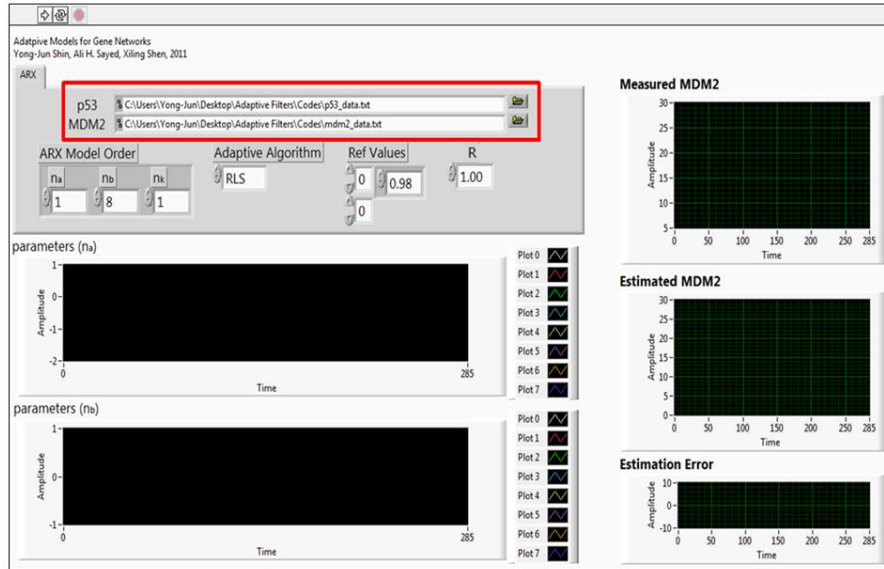 Adatpive Models for Gene Networks
Yong-Jun Shin, Ali H. Sayed, Xiling Shen, 2011
ARX
p53 C:\Users\Yong-Jun\Desktop\Adaptive Filters\Codes\p53_data.txt
MDM2 C:\Users\Yong-Jun\Desktop\Adaptive Filters\Codes\mdm2_data.txt
ARX Model Order
na nb nk
1 8 1
Adaptive Algorithm
RLS
Ref Values
0 0.98
0
R
1.00
parameters (na)
Amplitude
1
0
-1
-2
0 285
Time
Plot 0
Plot 1
Plot 2
Plot 3
Plot 4
Plot 5
Plot 6
Plot 7
parameters (nb)
Amplitude
1
0
-1
0 285
Time
Plot 0
Plot 1
Plot 2
Plot 3
Plot 4
Plot 5
Plot 6
Plot 7
Measured MDM2
Amplitude
30
25
20
15
10
5
0 50 100 150 200 250 285
Time
Estimated MDM2
Amplitude
30
25
20
15
10
5
0
0 50 100 150 200 250 285
Time
Estimation Error
Amplitude
10
0
-10
0 50 100 150 200 250 285
Time